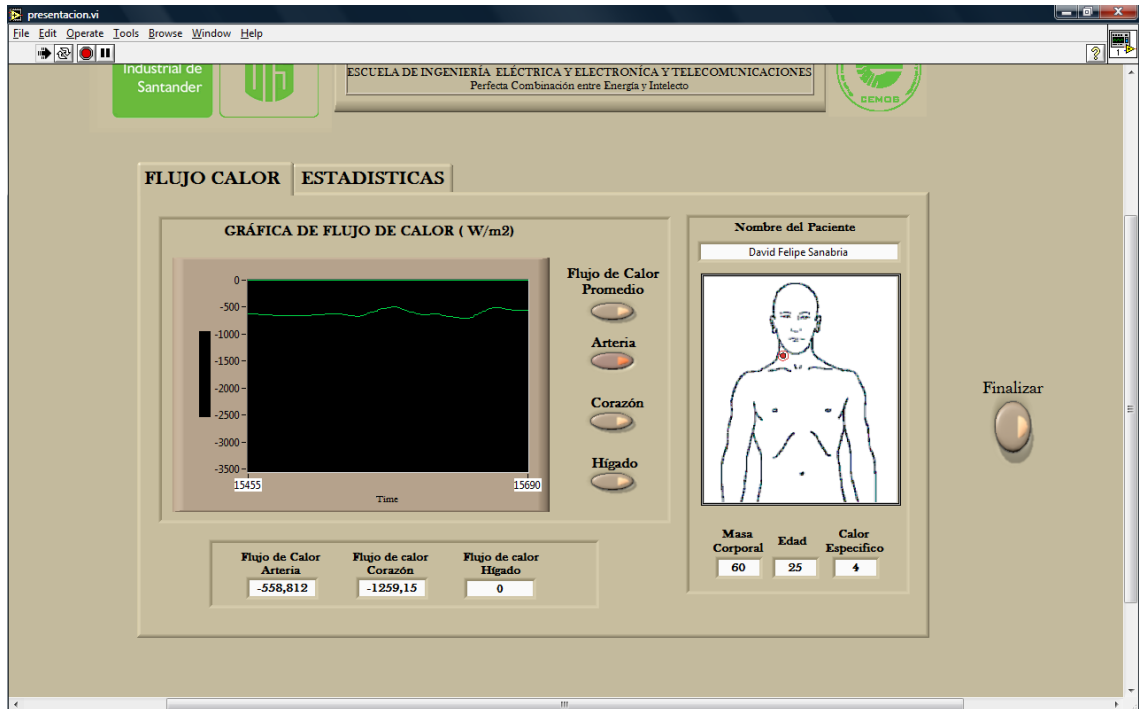 presentacion.vi
File Edit Operate Tools Browse Window Help
1
Industrial de
Santander
ESCUELA DE INGENIERÍA ELÉCTRICA Y ELECTRONÍCA Y TELECOMUNICACIONES
Perfecta Combinación entre Energía y Intelecto
CEMOS
FLUJO CALOR
ESTADISTICAS
GRÁFICA DE FLUJO DE CALOR ( W/m2)
0
-500
-1000
-1500
-2000
-2500
-3000
-3500
15455
15690
Time
Flujo de Calor
Promedio
Arteria
Corazón
Hígado
Nombre del Paciente
David Felipe Sanabria
Masa
Corporal
60
Edad
25
Calor
Especifico
4
Finalizar
Flujo de Calor
Arteria
-558,812
Flujo de calor
Corazón
-1259,15
Flujo de calor
Hígado
0